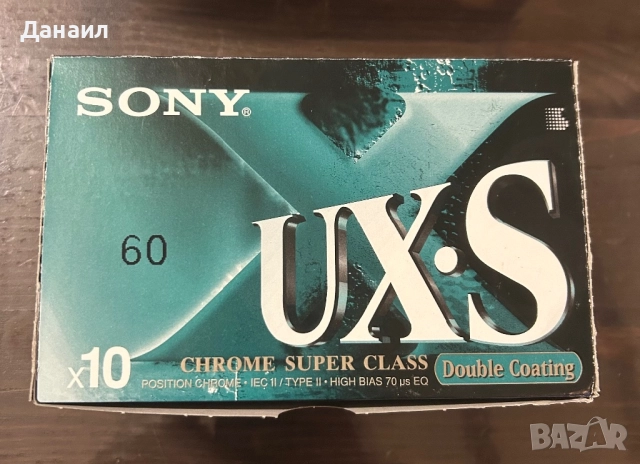 Данаил
SONY®
60
UX·S
x10
CHROME SUPER CLASS
Double Coating
POSITION CHROME · IEC II / TYPE II · HIGH BIAS 70 µs EQ
BAZAR